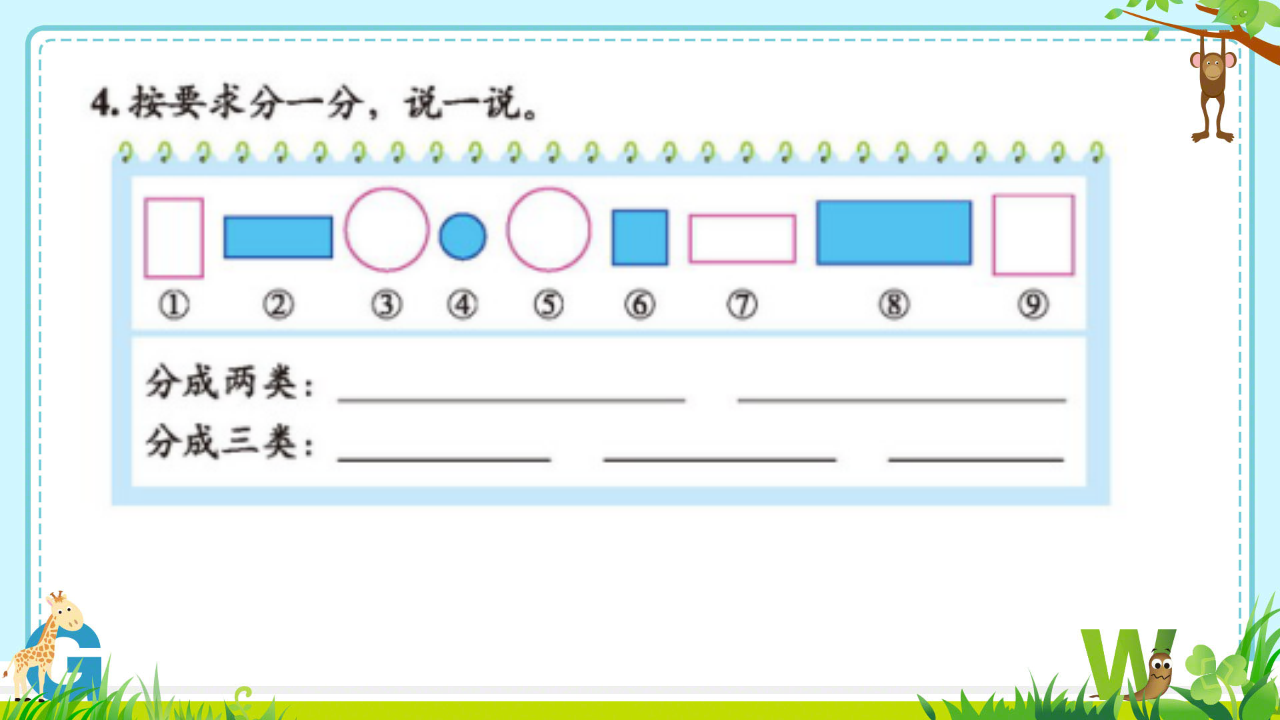 4. 按要求分一分，说一说。
① ② ③ ④ ⑤ ⑥ ⑦ ⑧ ⑨
分成两类：
分成三类：
G
W